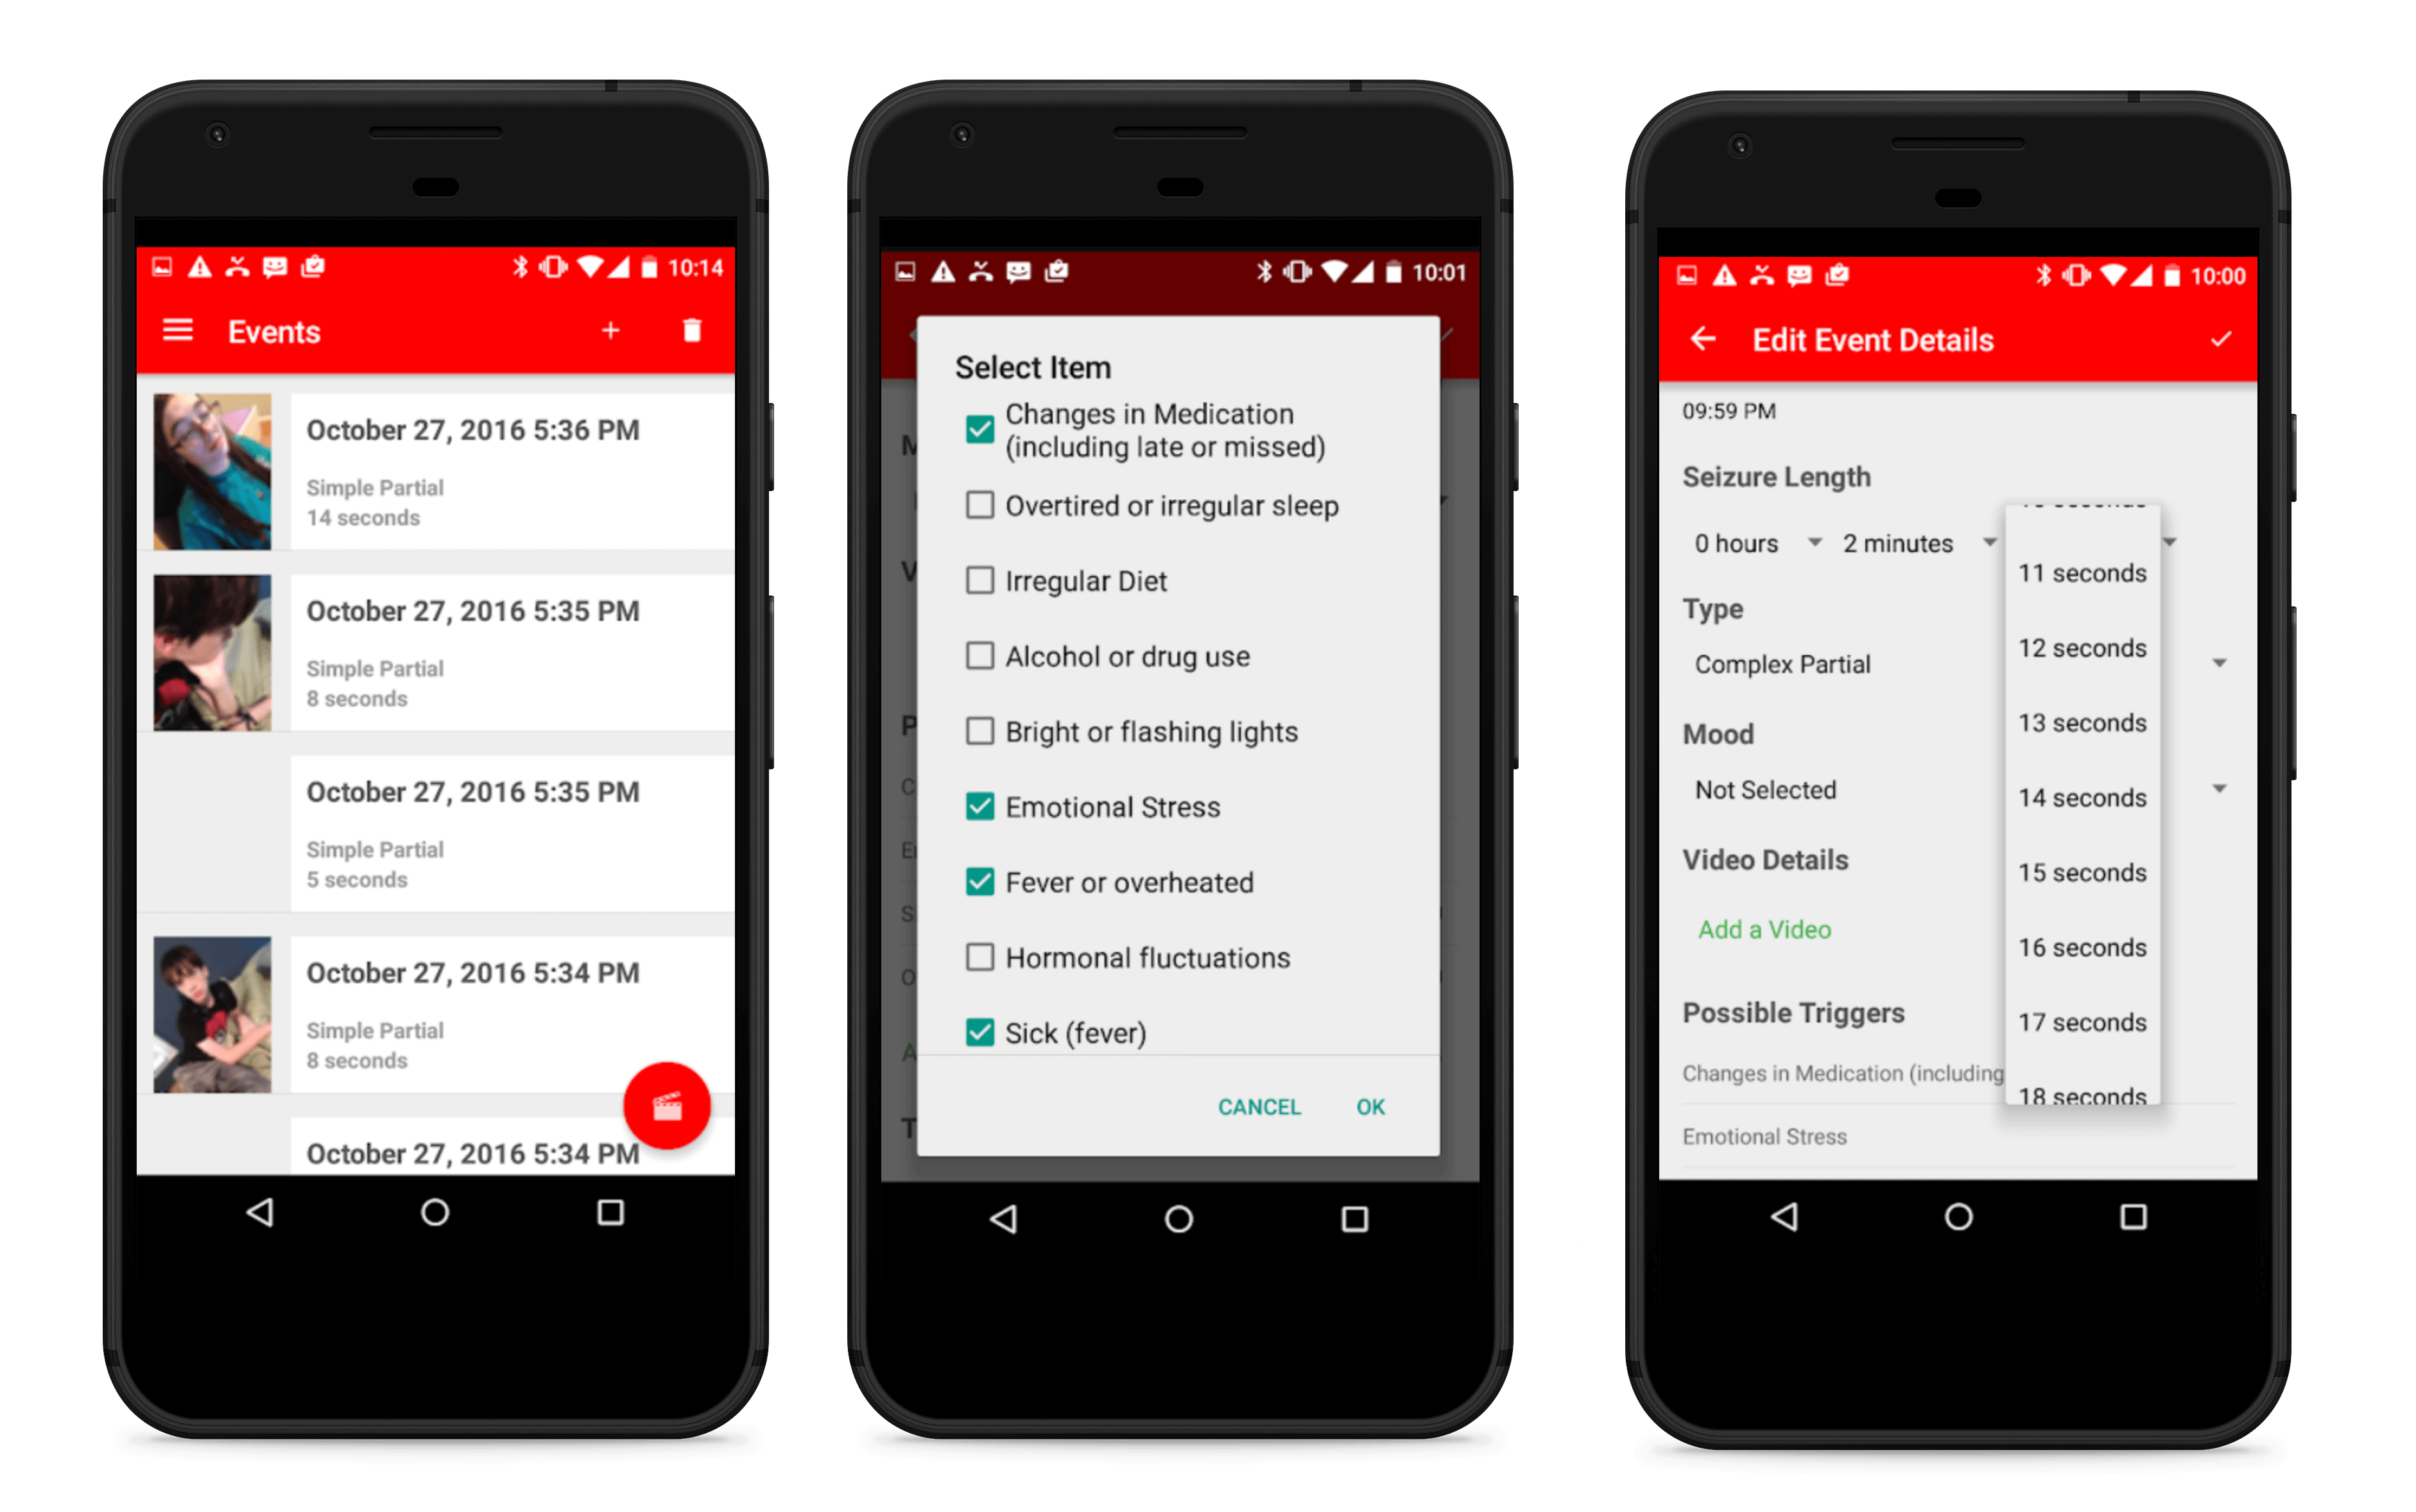 10:14
Events
October 27, 2016 5:36 PM
Simple Partial
14 seconds
October 27, 2016 5:35 PM
Simple Partial
8 seconds
October 27, 2016 5:35 PM
Simple Partial
5 seconds
October 27, 2016 5:34 PM
Simple Partial
8 seconds
October 27, 2016 5:34 PM
10:01
Select Item
Changes in Medication
(including late or missed)
Overtired or irregular sleep
Irregular Diet
Alcohol or drug use
Bright or flashing lights
Emotional Stress
Fever or overheated
Hormonal fluctuations
Sick (fever)
CANCEL OK
10:00
Edit Event Details
09:59 PM
Seizure Length
0 hours 2 minutes
11 seconds
12 seconds
13 seconds
14 seconds
15 seconds
16 seconds
17 seconds
18 seconds
Type
Complex Partial
Mood
Not Selected
Video Details
Add a Video
Possible Triggers
Changes in Medication (including
Emotional Stress